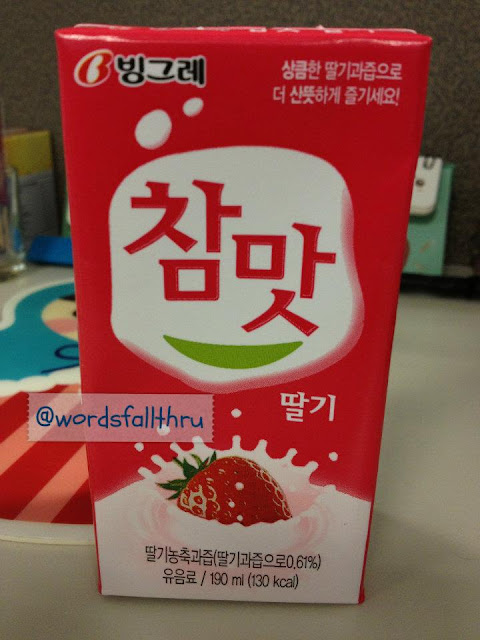 빙그레
상큼한 딸기과즙으로
더 산뜻하게 즐기세요!
참맛
딸기
@wordsfallthru
딸기농축과즙(딸기과즙으로0.61%)
유음료 / 190 ml (130 kcal)